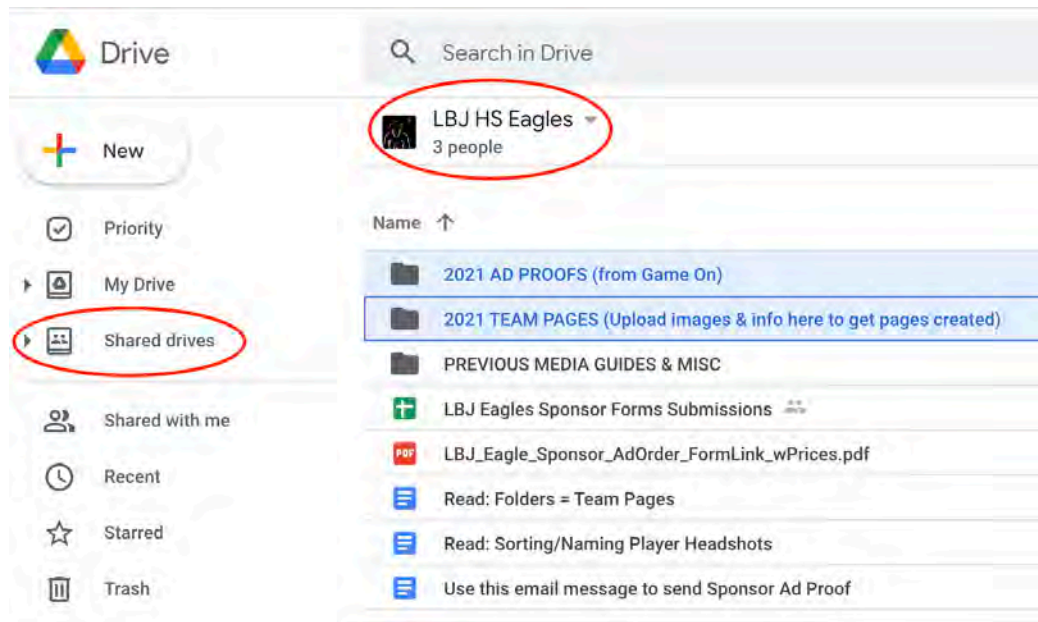 Drive
Search in Drive
LBJ HS Eagles
3 people
New
Priority
My Drive
Shared drives
Shared with me
Recent
Starred
Trash
Name
2021 AD PROOFS (from Game On)
2021 TEAM PAGES (Upload images & info here to get pages created)
PREVIOUS MEDIA GUIDES & MISC
LBJ Eagles Sponsor Forms Submissions
PDF LBJ_Eagle_Sponsor_AdOrder_FormLink_wPrices.pdf
Read: Folders = Team Pages
Read: Sorting/Naming Player Headshots
Use this email message to send Sponsor Ad Proof